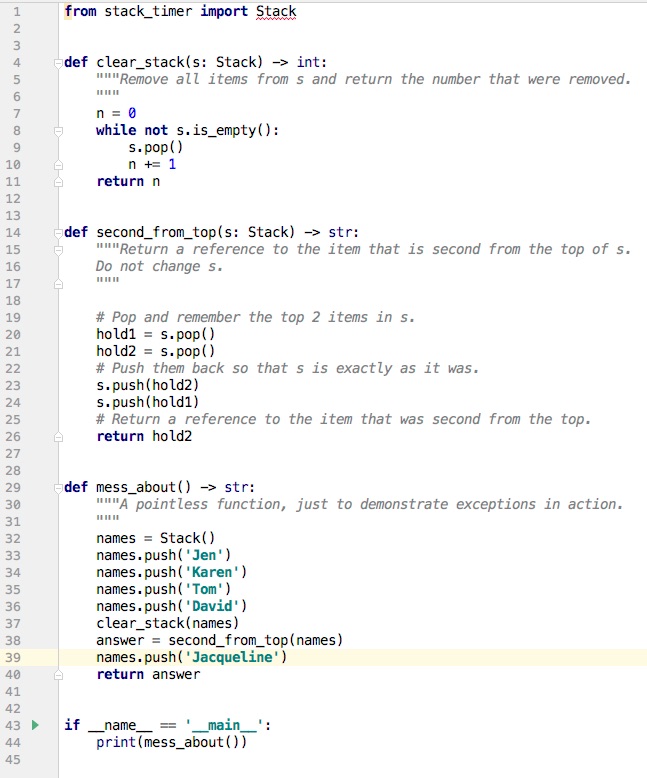 1 from stack_timer import Stack
2
3
4 def clear_stack(s: Stack) -> int:
5 """Remove all items from s and return the number that were removed.
6 """
7 n = 0
8 while not s.is_empty():
9 s.pop()
10 n += 1
11 return n
12
13
14 def second_from_top(s: Stack) -> str:
15 """Return a reference to the item that is second from the top of s.
16 Do not change s.
17 """
18
19 # Pop and remember the top 2 items in s.
20 hold1 = s.pop()
21 hold2 = s.pop()
22 # Push them back so that s is exactly as it was.
23 s.push(hold2)
24 s.push(hold1)
25 # Return a reference to the item that was second from the top.
26 return hold2
27
28
29 def mess_about() -> str:
30 """A pointless function, just to demonstrate exceptions in action.
31 """
32 names = Stack()
33 names.push('Jen')
34 names.push('Karen')
35 names.push('Tom')
36 names.push('David')
37 clear_stack(names)
38 answer = second_from_top(names)
39 names.push('Jacqueline')
40 return answer
41
42
43 if __name__ == '__main__':
44 print(mess_about())
45